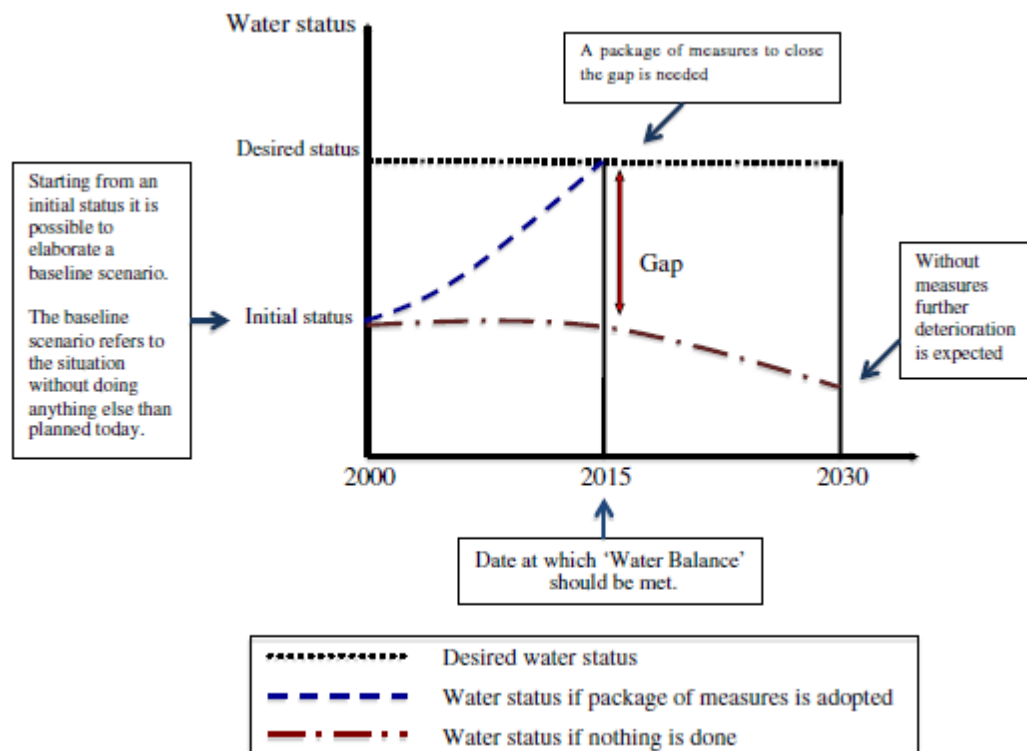 Water status
A package of measures to close
the gap is needed
Desired status
Starting from an
initial status it is
possible to
elaborate a
baseline scenario.
The baseline
scenario refers to
the situation
without doing
anything else than
planned today.
Gap
Initial status
Without
measures
further
deterioration
is expected
2000
2015
2030
Date at which ‘Water Balance’
should be met.
Desired water status
Water status if package of measures is adopted
Water status if nothing is done